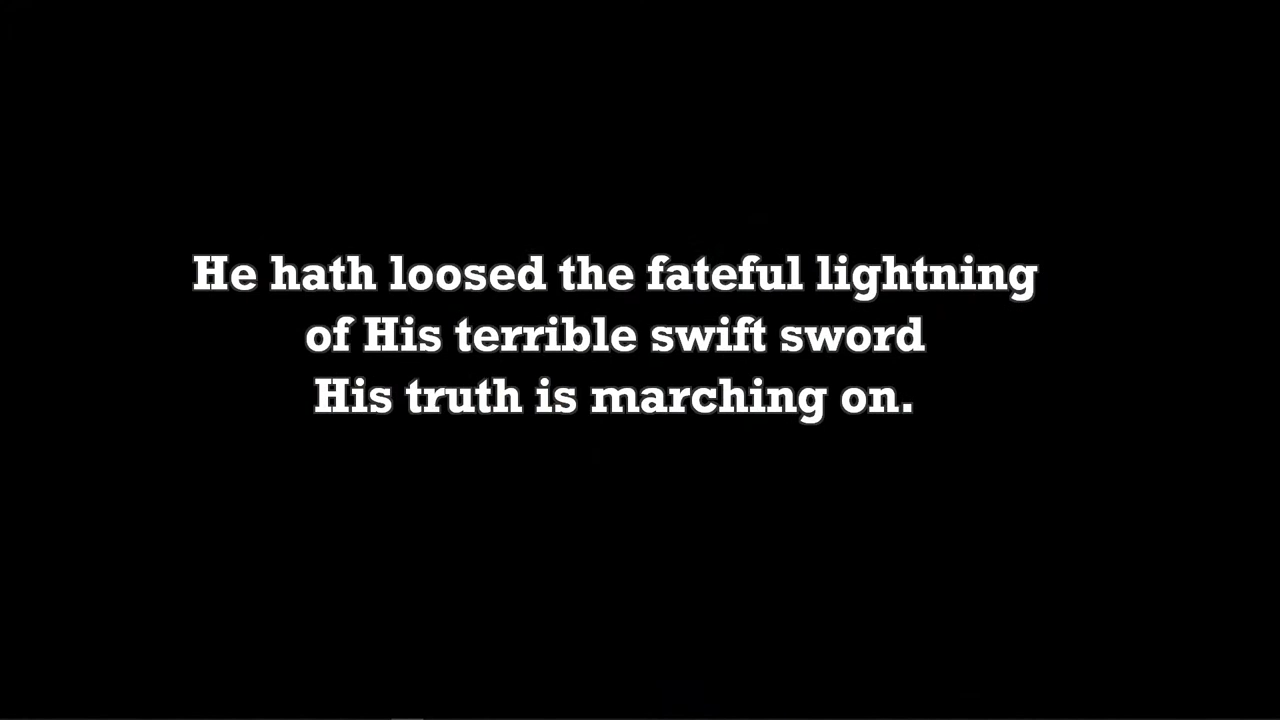 He hath loosed the fateful lightning
of His terrible swift sword
His truth is marching on.